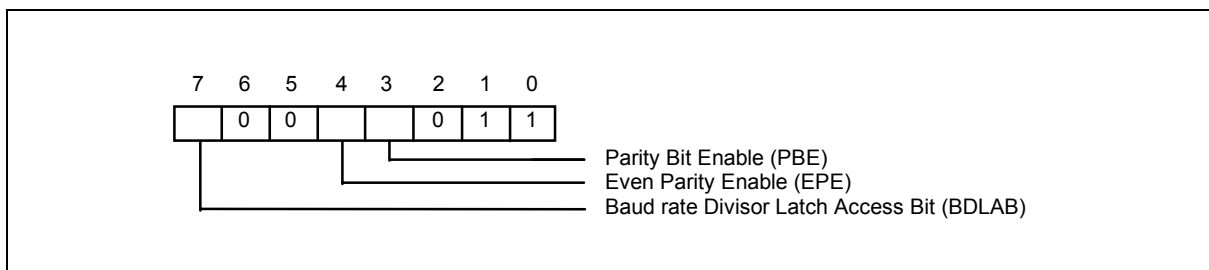 7 6 5 4 3 2 1 0
0 0 0 1 1
Parity Bit Enable (PBE)
Even Parity Enable (EPE)
Baud rate Divisor Latch Access Bit (BDLAB)